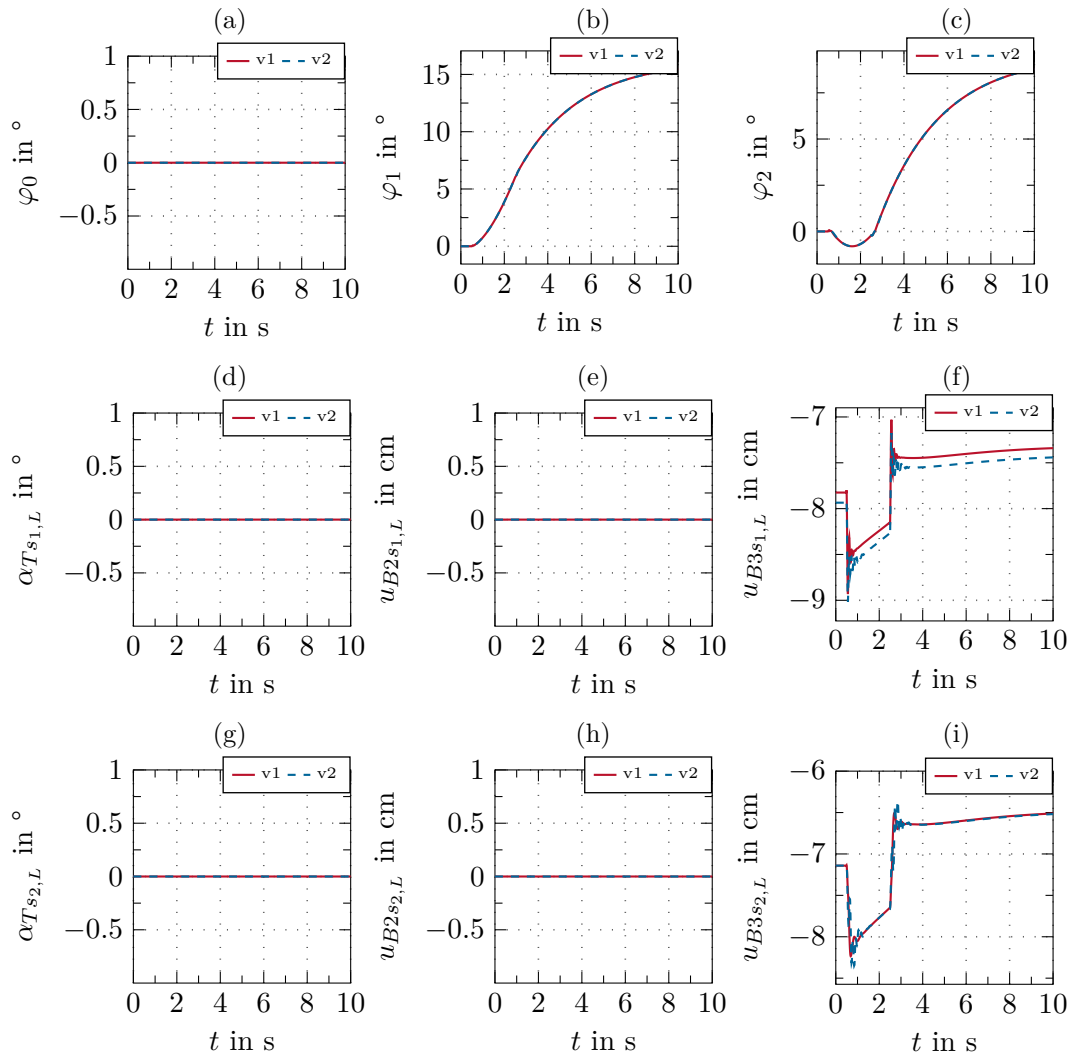 (a) (b) (c)
1
0.5
0
−0.5
φ0 in °
v1 v2
0 2 4 6 8 10
t in s
15
10
5
0
φ1 in °
v1 v2
0 2 4 6 8 10
t in s
5
0
φ2 in °
v1 v2
0 2 4 6 8 10
t in s
(d) (e) (f)
1
0.5
0
−0.5
αTs1,L in °
v1 v2
0 2 4 6 8 10
t in s
1
0.5
0
−0.5
uB2s1,L in cm
v1 v2
0 2 4 6 8 10
t in s
−7
−8
−9
uB3s1,L in cm
v1 v2
0 2 4 6 8 10
t in s
(g) (h) (i)
1
0.5
0
−0.5
αTs2,L in °
v1 v2
0 2 4 6 8 10
t in s
1
0.5
0
−0.5
uB2s2,L in cm
v1 v2
0 2 4 6 8 10
t in s
−6
−7
−8
uB3s2,L in cm
v1 v2
0 2 4 6 8 10
t in s